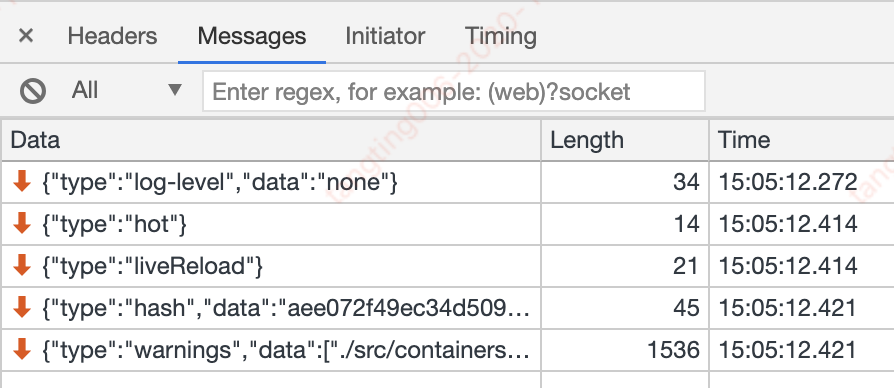 × Headers Messages Initiator Timing
All ▼ Enter regex, for example: (web)?socket
Data Length Time
{"type":"log-level","data":"none"} 34 15:05:12.272
{"type":"hot"} 14 15:05:12.414
{"type":"liveReload"} 21 15:05:12.414
{"type":"hash","data":"aee072f49ec34d509... 45 15:05:12.421
{"type":"warnings","data":["./src/containers... 1536 15:05:12.421